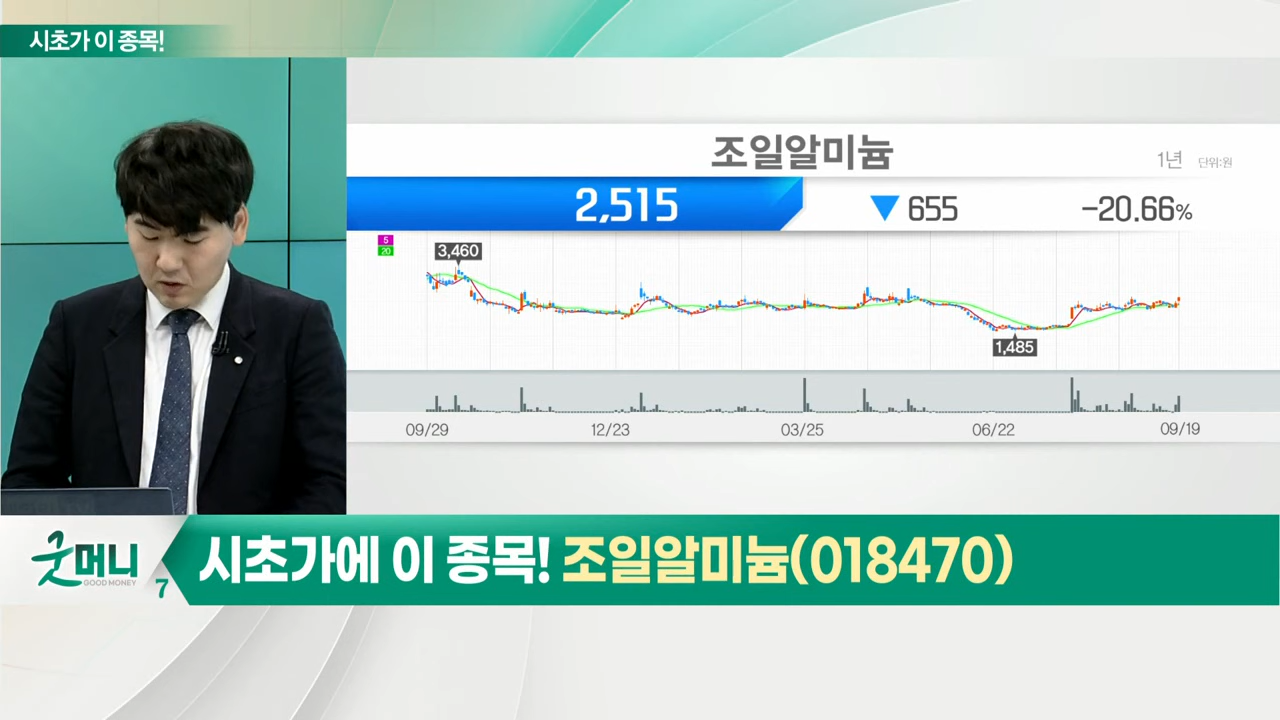 시초가 이 종목!
조일알미늄
1년 단위:원
2,515 ▼ 655 -20.66%
5
20
3,460
1,485
09/29 12/23 03/25 06/22 09/19
굿머니
GOOD MONEY
7
시초가에 이 종목! 조일알미늄(018470)